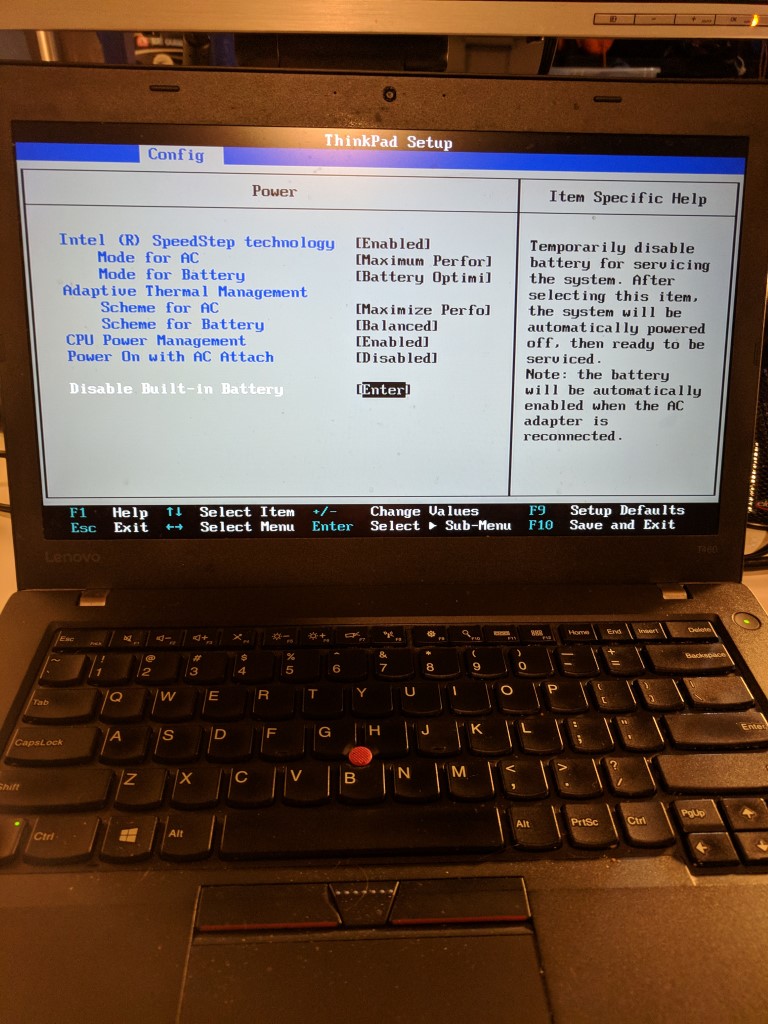 ThinkPad Setup
Config
Power
Item Specific Help
Intel (R) SpeedStep technology [Enabled]
Mode for AC [Maximum Perfor]
Mode for Battery [Battery Optimi]
Adaptive Thermal Management
Scheme for AC [Maximize Perfo]
Scheme for Battery [Balanced]
CPU Power Management [Enabled]
Power On with AC Attach [Disabled]
Disable Built-in Battery [Enter]
Temporarily disable
battery for servicing
the system. After
selecting this item,
the system will be
automatically powered
off, then ready to be
serviced.
Note: the battery
will be automatically
enabled when the AC
adapter is
reconnected.
F1 Help ↑↓ Select Item +/- Change Values F9 Setup Defaults
Esc Exit ←→ Select Menu Enter Select ▶ Sub-Menu F10 Save and Exit
Lenovo
Esc Home End Insert Delete
~ ! 1 @ 2 # 3 $ 4 % 5 ^ 6 & 7 * 8 ( 9 ) 0 — - + = Backspace
Tab Q W E R T Y U I O P { [ } ]
CapsLock A S D F G H J K L : ; " ' Enter
Shift Z X C V B N M < , > . ? /
Ctrl Alt Alt PrtSc Ctrl PgUp